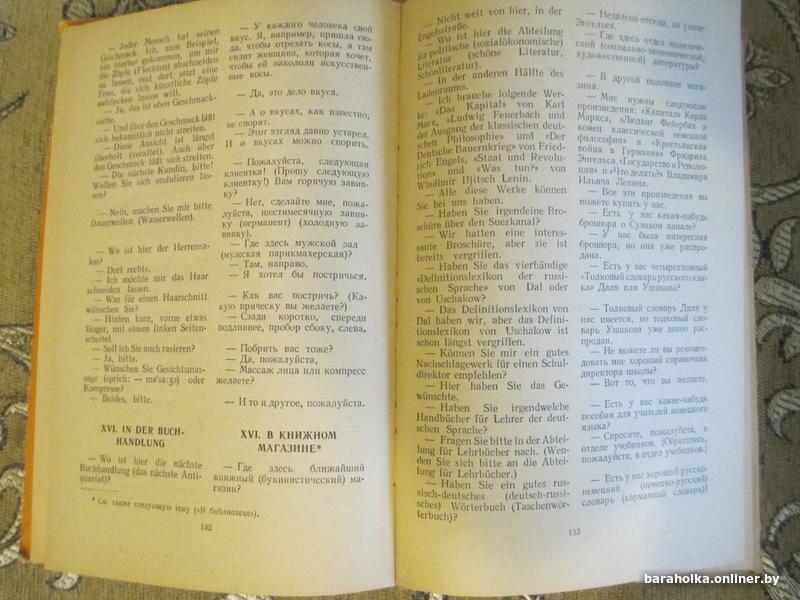 — Jeder Mensch hat seinen
Geschmack. Ich, zum Beispiel,
bin hierher gekommen, um mir
die Zöpfe (Flechten) abschneiden
zu lassen, und dort sitzt eine
Frau, die sich künstliche Zöpfe
aufstecken lassen will.
— Ja, das ist eben Geschmack-
sache.
— Und über den Geschmack läßt
sich bekanntlich nicht streiten.
— Diese Ansicht ist längst
überholt (veraltet). Auch über
den Geschmack läßt sich streiten.
— Die nächste Kundin, bitte!
Wollen Sie sich ondulieren las-
sen?
— Nein, machen Sie mir bitte
Dauerwellen (Wasserwellen).
— Wo ist hier der Herrensa-
lon?
— Dort rechts.
— Ich möchte mir das Haar
schneiden lassen.
— Was für einen Haarschnitt
wünschen Sie?
— Hinten kurz, vorne etwas
länger, mit einem linken Seiten-
scheitel.
— Soll ich Sie auch rasieren?
— Ja, bitte.
— Wünschen Sie Gesichtsmas-
sage (sprich: — ma'sa:ʒə) oder
Kompresse?
— Beides, bitte.
XVI. IN DER BUCH-
HANDLUNG
— Wo ist hier die nächste
Buchhandlung (das nächste Anti-
quariat)?
— У каждого человека свой
вкус. Я, например, пришла сю-
да, чтобы отрезать косы, а там
сидит женщина, которая хочет,
чтобы ей накололи искусствен-
ные косы.
— Да, это дело вкуса.
— А о вкусах, как известно,
не спорят.
— Этот взгляд давно устарел.
И о вкусах можно спорить.
— Пожалуйста, следующая
клиентка! (Прошу следующую
клиентку!) Вам горячую завив-
ку?
— Нет, сделайте мне, пожа-
луйста, шестимесячную завив-
ку (перманент) (холодную за-
вивку).
— Где здесь мужской зал
(мужская парикмахерская)?
— Там, направо.
— Я хотел бы постричься.
— Как вас постричь? (Ка-
кую прическу вы желаете?)
— Сзади коротко, спереди
подлиннее, пробор сбоку, слева.
— Побрить вас тоже?
— Да, пожалуйста,
— Массаж лица или компресс
желаете?
— И то и другое, пожалуйста.
XVI. В КНИЖНОМ
МАГАЗИНЕ*
— Где здесь ближайший
книжный (букинистический) ма-
газин?
* См. также следующую тему («В библиотеке»).
132
— Nicht weit von hier, in der
Engelsstraße.
— Wo ist hier die Abteilung
für politische (sozialökonomische)
Literatur (schöne Literatur,
Schönliteratur).
— In der anderen Hälfte des
Ladenraums.
— Ich brauche folgende Wer-
ke: «Das Kapital» von Karl
Marx, «Ludwig Feuerbach und
der Ausgang der klassischen deut-
schen Philosophie» und «Der
Deutsche Bauernkrieg» von Fried-
rich Engels, «Staat und Revolu-
tion» und «Was tun?» von
Wladimir Iljitsch Lenin.
— Alle diese Werke können
Sie bei uns haben.
— Haben Sie irgendeine Bro-
schüre über den Suezkanal?
— Wir hatten eine interes-
sante Broschüre, aber sie ist
bereits vergriffen.
— Haben Sie das vierbändige
«Definitionslexikon der russi-
schen Sprache» von Dal oder
von Uschakow?
— Das Definitionslexikon von
Dal haben wir, aber das Defini-
tionslexikon von Uschakow ist
schon längst vergriffen.
— Können Sie mir ein gutes
Nachschlagewerk für einen Schul-
direktor empfehlen?
— Hier haben Sie das Ge-
wünschte.
— Haben Sie irgendwelche
Handbücher für Lehrer der deut-
schen Sprache?
— Fragen Sie bitte in der Abtei-
lung für Lehrbücher nach. (Wen-
den Sie sich bitte an die Abtei-
lung für Lehrbücher.)
— Haben Sie ein gutes rus-
sisch-deutsches (deutsch-russi-
sches) Wörterbuch (Taschenwör-
terbuch)?
— Недалеко отсюда, на улице
Энгельса.
— Где здесь отдел политиче-
ской (социально-экономической,
художественной) литературы?
— В другой половине мага-
зина.
— Мне нужны следующие
произведения: «Капитал» Карла
Маркса, «Людвиг Фейербах и
конец классической немецкой
философии» и «Крестьянская
война в Германии» Фридриха
Энгельса, «Государство и Револю-
ция» и «Что делать?» Владимира
Ильича Ленина.
— Все эти произведения вы
можете купить у нас.
— Есть у вас какая-нибудь
брошюра о Суэцком канале?
— У нас была интересная
брошюра, но она уже распро-
дана.
— Есть у вас четырехтомный
«Толковый словарь русского языка»
Даля или Ушакова?
— Толковый словарь Даля у
нас имеется, но толковый сло-
варь Ушакова уже давно рас-
продан.
— Не можете ли вы рекомен-
довать мне хороший справочник
директора школы?
— Вот то, что вы желаете.
— Есть у вас какие-нибудь
пособия для учителей немецкого
языка?
— Спросите, пожалуйста, в
отделе учебников. (Обратитесь,
пожалуйста, в отдел учебников.)
— Есть у вас хороший русско-
немецкий (немецко-русский)
словарь (карманный словарь)?
133
baraholka.onliner.by